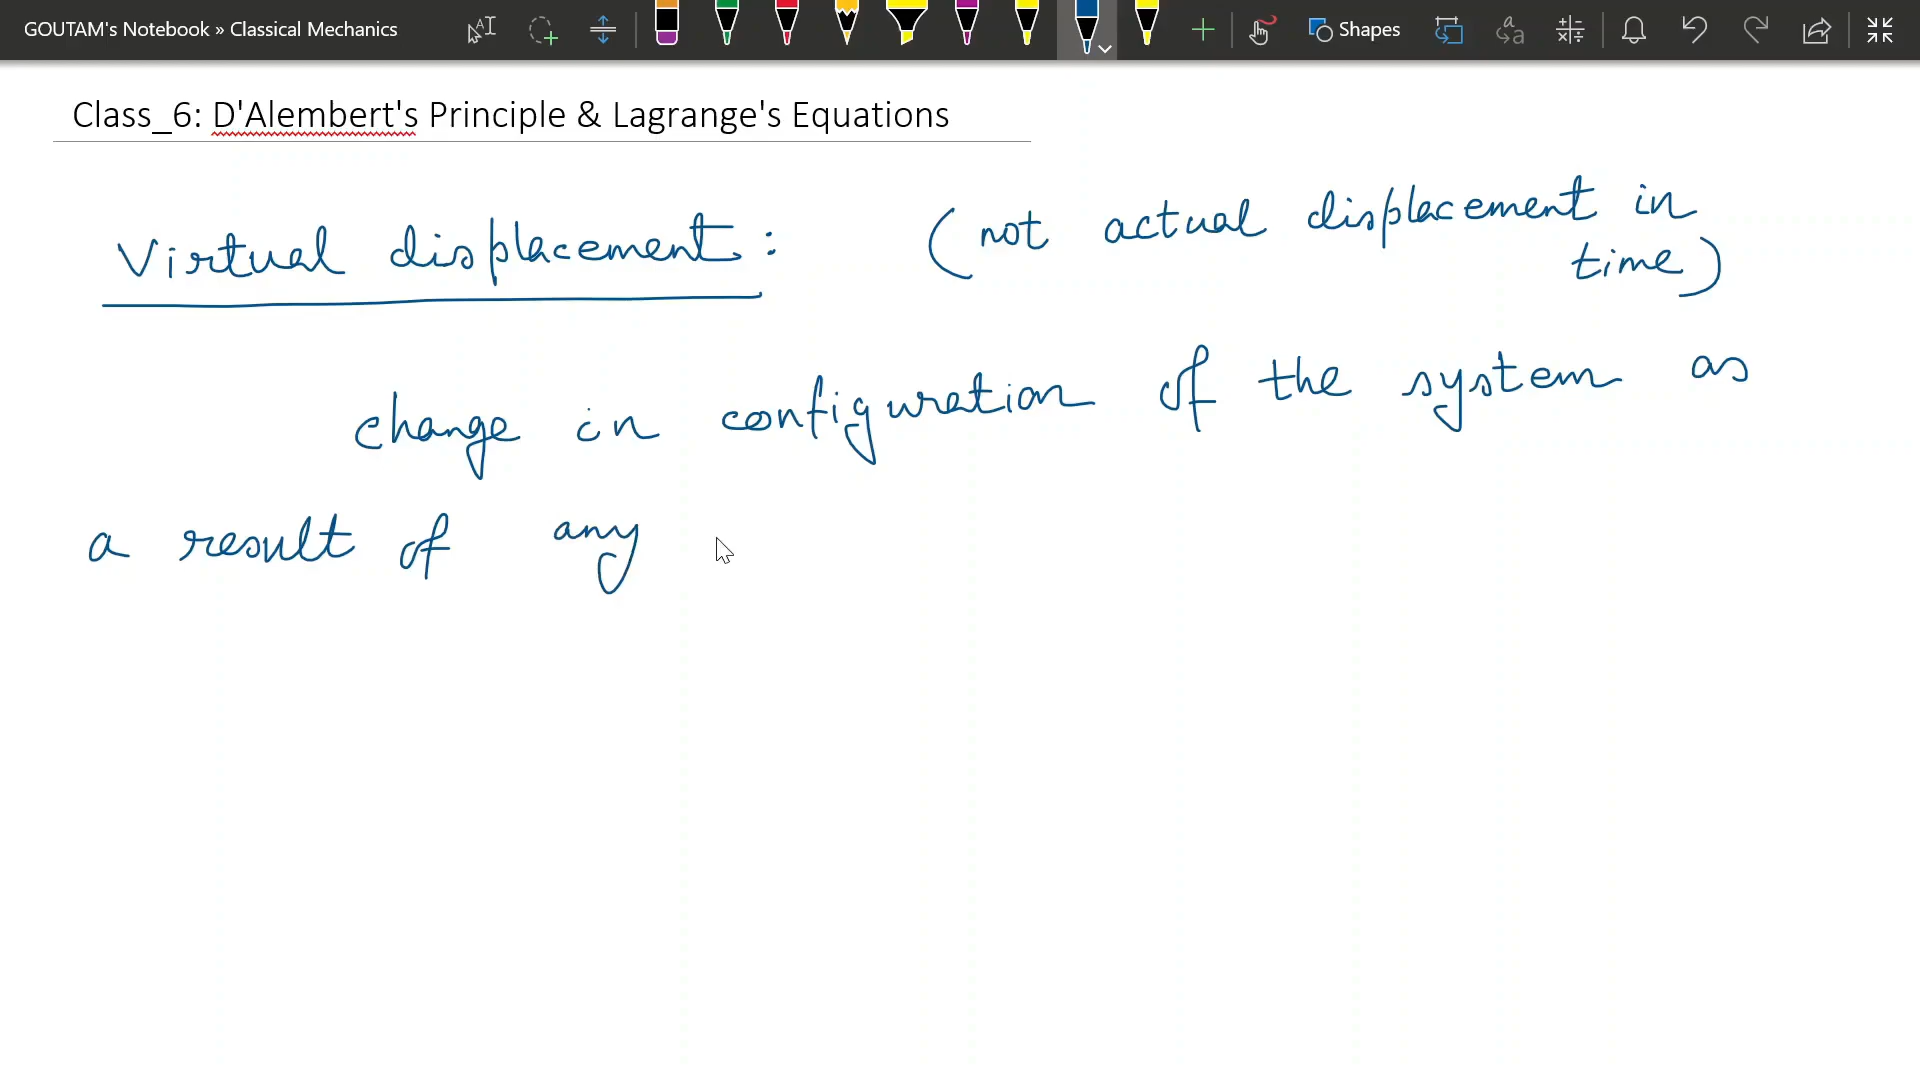 GOUTAM's Notebook » Classical Mechanics
Shapes
Class_6: D'Alembert's Principle & Lagrange's Equations
Virtual displacement : (not actual displacement in
time)
change in configuration of the system as
a result of any